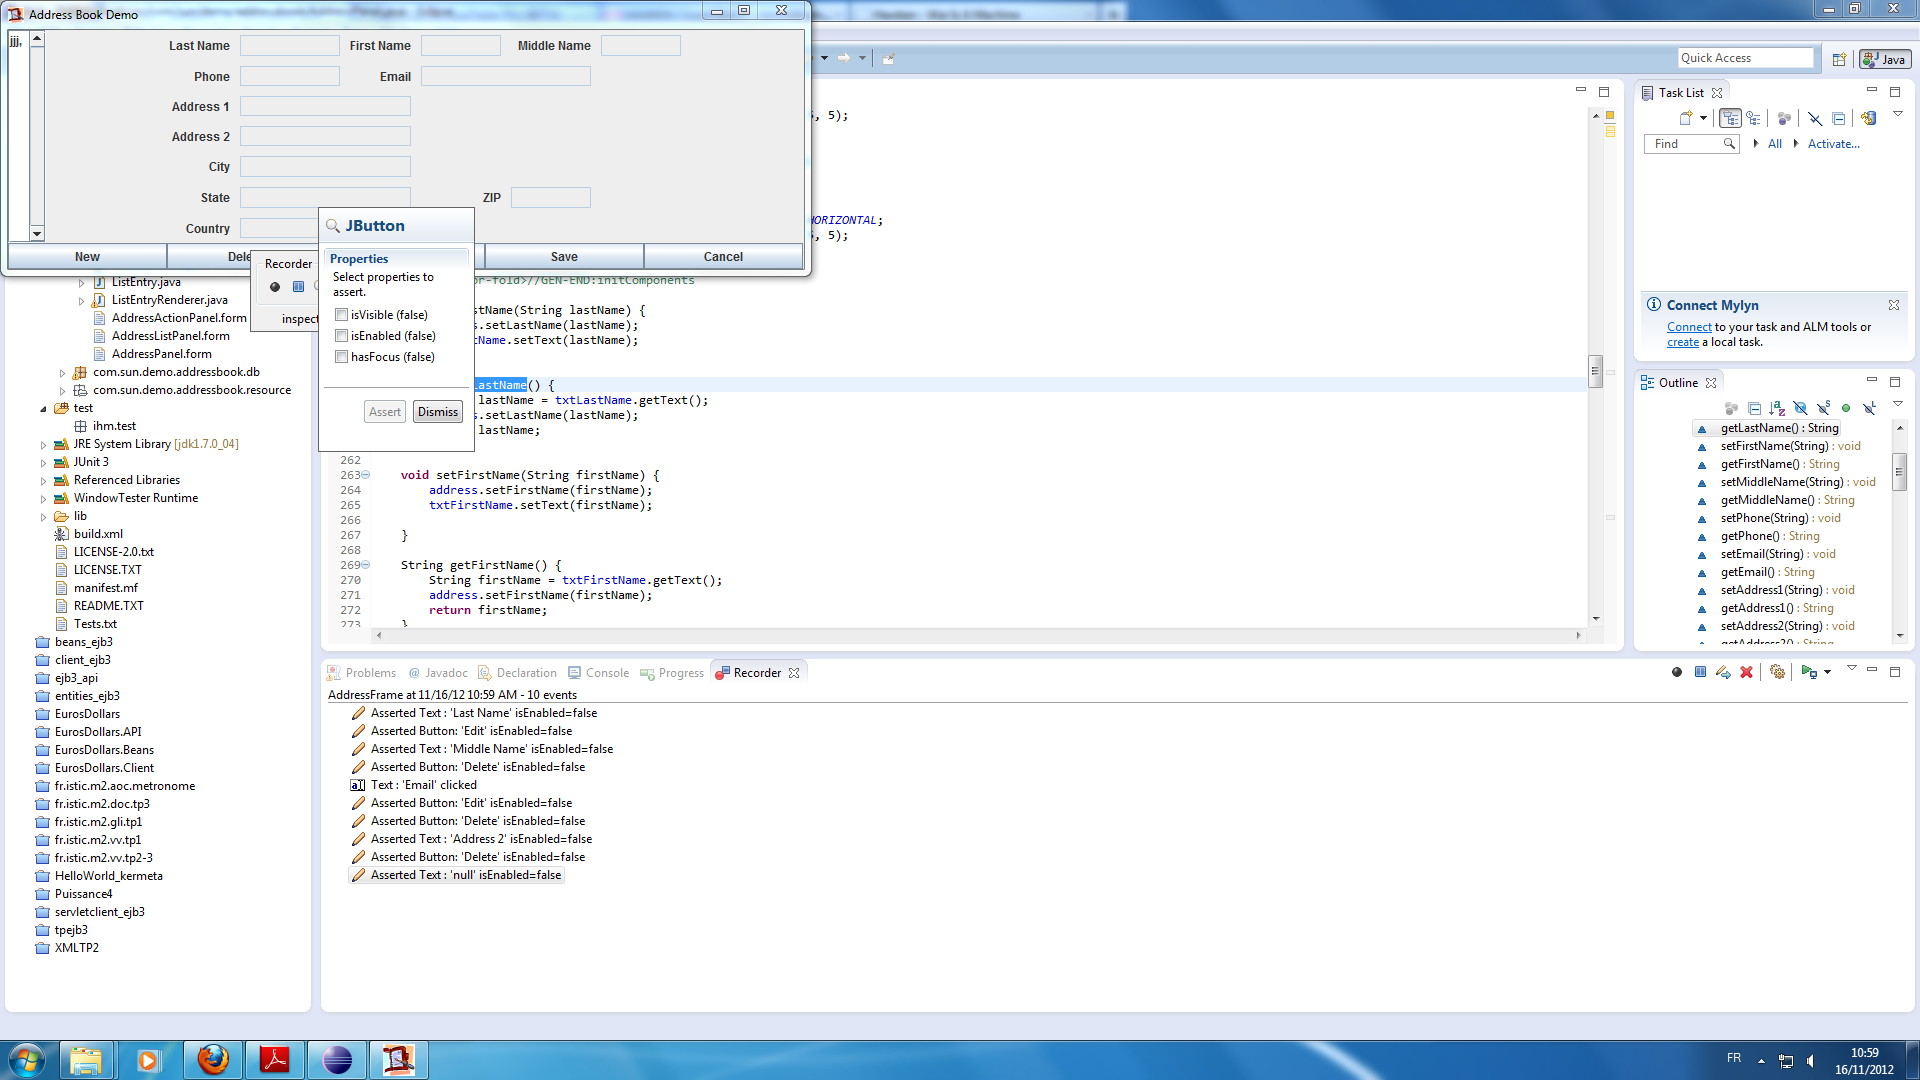 Address Book Demo
jjj,
Last Name
First Name
Middle Name
Phone
Email
Address 1
Address 2
City
State
ZIP
Country
New
Dele
Save
Cancel
Recorder
inspect
JButton
Properties
Select properties to
assert.
isVisible (false)
isEnabled (false)
hasFocus (false)
Assert
Dismiss
Quick Access
Java
ListEntry.java
ListEntryRenderer.java
AddressActionPanel.form
AddressListPanel.form
AddressPanel.form
com.sun.demo.addressbook.db
com.sun.demo.addressbook.resource
test
ihm.test
JRE System Library [jdk1.7.0_04]
JUnit 3
Referenced Libraries
WindowTester Runtime
lib
build.xml
LICENSE-2.0.txt
LICENSE.TXT
manifest.mf
README.TXT
Tests.txt
beans_ejb3
client_ejb3
ejb3_api
entities_ejb3
EurosDollars
EurosDollars.API
EurosDollars.Beans
EurosDollars.Client
fr.istic.m2.aoc.metronome
fr.istic.m2.doc.tp3
fr.istic.m2.gli.tp1
fr.istic.m2.vv.tp1
fr.istic.m2.vv.tp2-3
HelloWorld_kermeta
Puissance4
servletclient_ejb3
tpejb3
XMLTP2
, 5);
HORIZONTAL;
, 5);
or-fold>//GEN-END:initComponents
stName(String lastName) {
s.setLastName(lastName);
Name.setText(lastName);
LastName() {
lastName = txtLastName.getText();
s.setLastName(lastName);
lastName;
262
263 void setFirstName(String firstName) {
264 address.setFirstName(firstName);
265 txtFirstName.setText(firstName);
266
267 }
268
269 String getFirstName() {
270 String firstName = txtFirstName.getText();
271 address.setFirstName(firstName);
272 return firstName;
273 }
Task List
Find
All
Activate...
Connect Mylyn
Connect to your task and ALM tools or
create a local task.
Outline
getLastName() : String
setFirstName(String) : void
getFirstName() : String
setMiddleName(String) : void
getMiddleName() : String
setPhone(String) : void
getPhone() : String
setEmail(String) : void
getEmail() : String
setAddress1(String) : void
getAddress1() : String
setAddress2(String) : void
getAddress2() : String
Problems
@ Javadoc
Declaration
Console
Progress
Recorder
AddressFrame at 11/16/12 10:59 AM - 10 events
Asserted Text : 'Last Name' isEnabled=false
Asserted Button: 'Edit' isEnabled=false
Asserted Text : 'Middle Name' isEnabled=false
Asserted Button: 'Delete' isEnabled=false
Text : 'Email' clicked
Asserted Button: 'Edit' isEnabled=false
Asserted Button: 'Delete' isEnabled=false
Asserted Text : 'Address 2' isEnabled=false
Asserted Button: 'Delete' isEnabled=false
Asserted Text : 'null' isEnabled=false
FR
10:59
16/11/2012